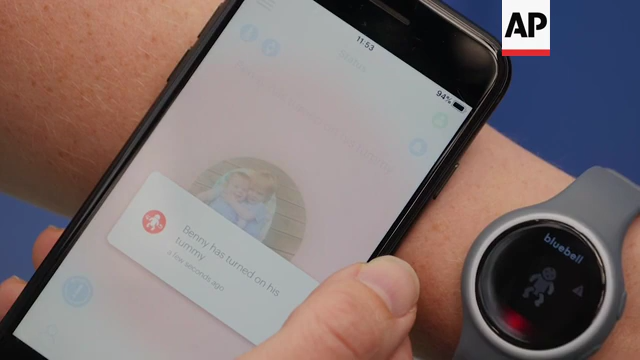 AP
11:53
94%
Benny has turned on his
tummy
a few seconds ago
bluebell